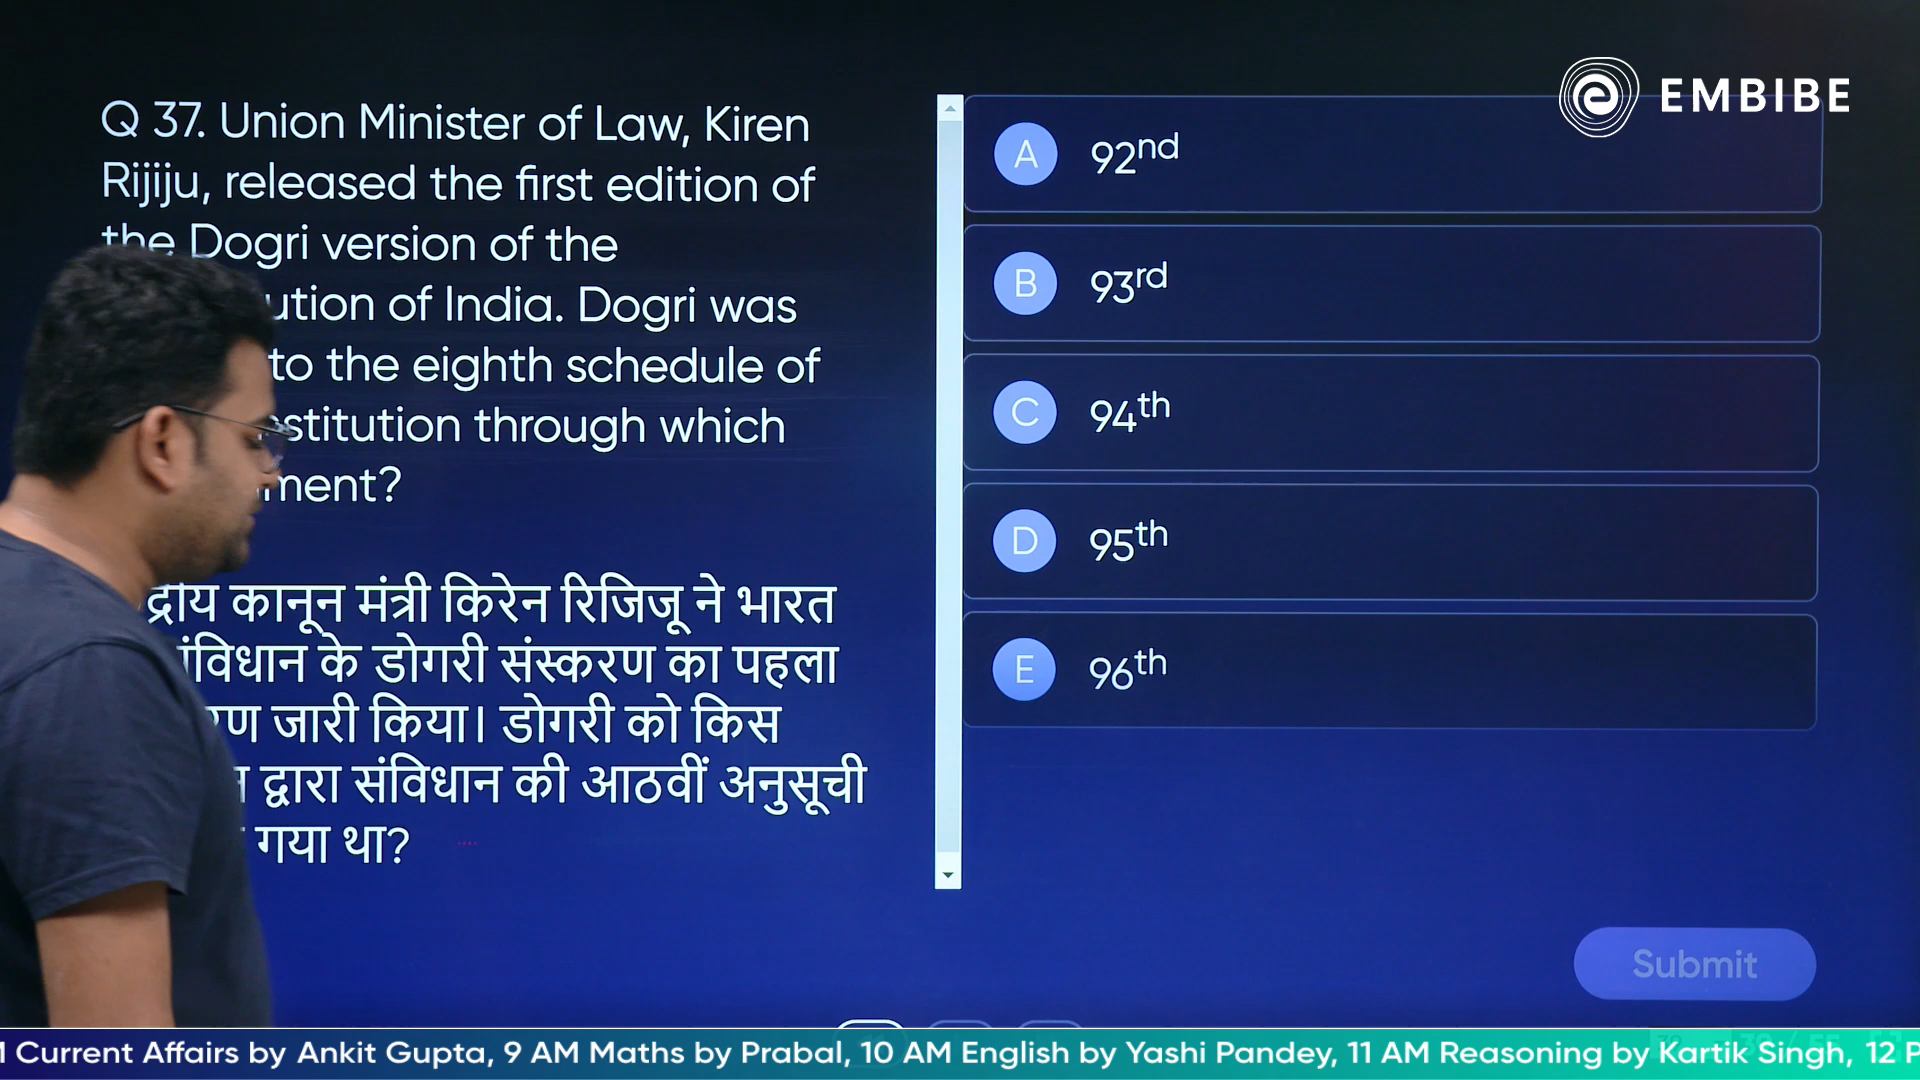 EMBIBE
Q 37. Union Minister of Law, Kiren
Rijiju, released the first edition of
the Dogri version of the
ution of India. Dogri was
to the eighth schedule of
nstitution through which
ment?
कानून मंत्री किरेन रिजिजू ने भारत
के डोगरी संस्करण का पहला
जारी किया। डोगरी को किस
द्वारा संविधान की आठवीं अनुसूची
गया था?
A 92nd
B 93rd
C 94th
D 95th
E 96th
Submit
Current Affairs by Ankit Gupta, 9 AM Maths by Prabal, 10 AM English by Yashi Pandey, 11 AM Reasoning by Kartik Singh, 12 P